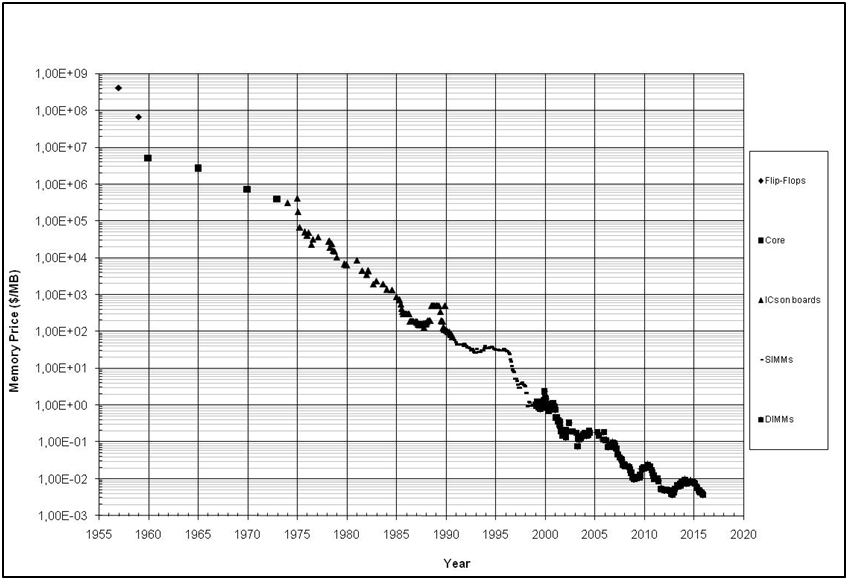 1,00E+09
1,00E+08
1,00E+07
1,00E+06
1,00E+05
1,00E+04
1,00E+03
1,00E+02
1,00E+01
1,00E+00
1,00E-01
1,00E-02
1,00E-03
Memory Price ($/MB)
1955 1960 1965 1970 1975 1980 1985 1990 1995 2000 2005 2010 2015 2020
Year
Flip-Flops
Core
ICs on boards
SIMMs
DIMMs